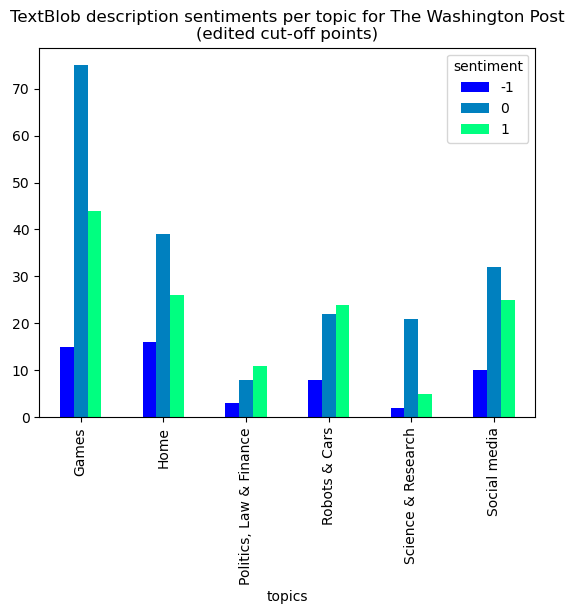 TextBlob description sentiments per topic for The Washington Post
(edited cut-off points)
sentiment
-1
0
1
70
60
50
40
30
20
10
0
Games
Home
Politics, Law & Finance
Robots & Cars
Science & Research
Social media
topics